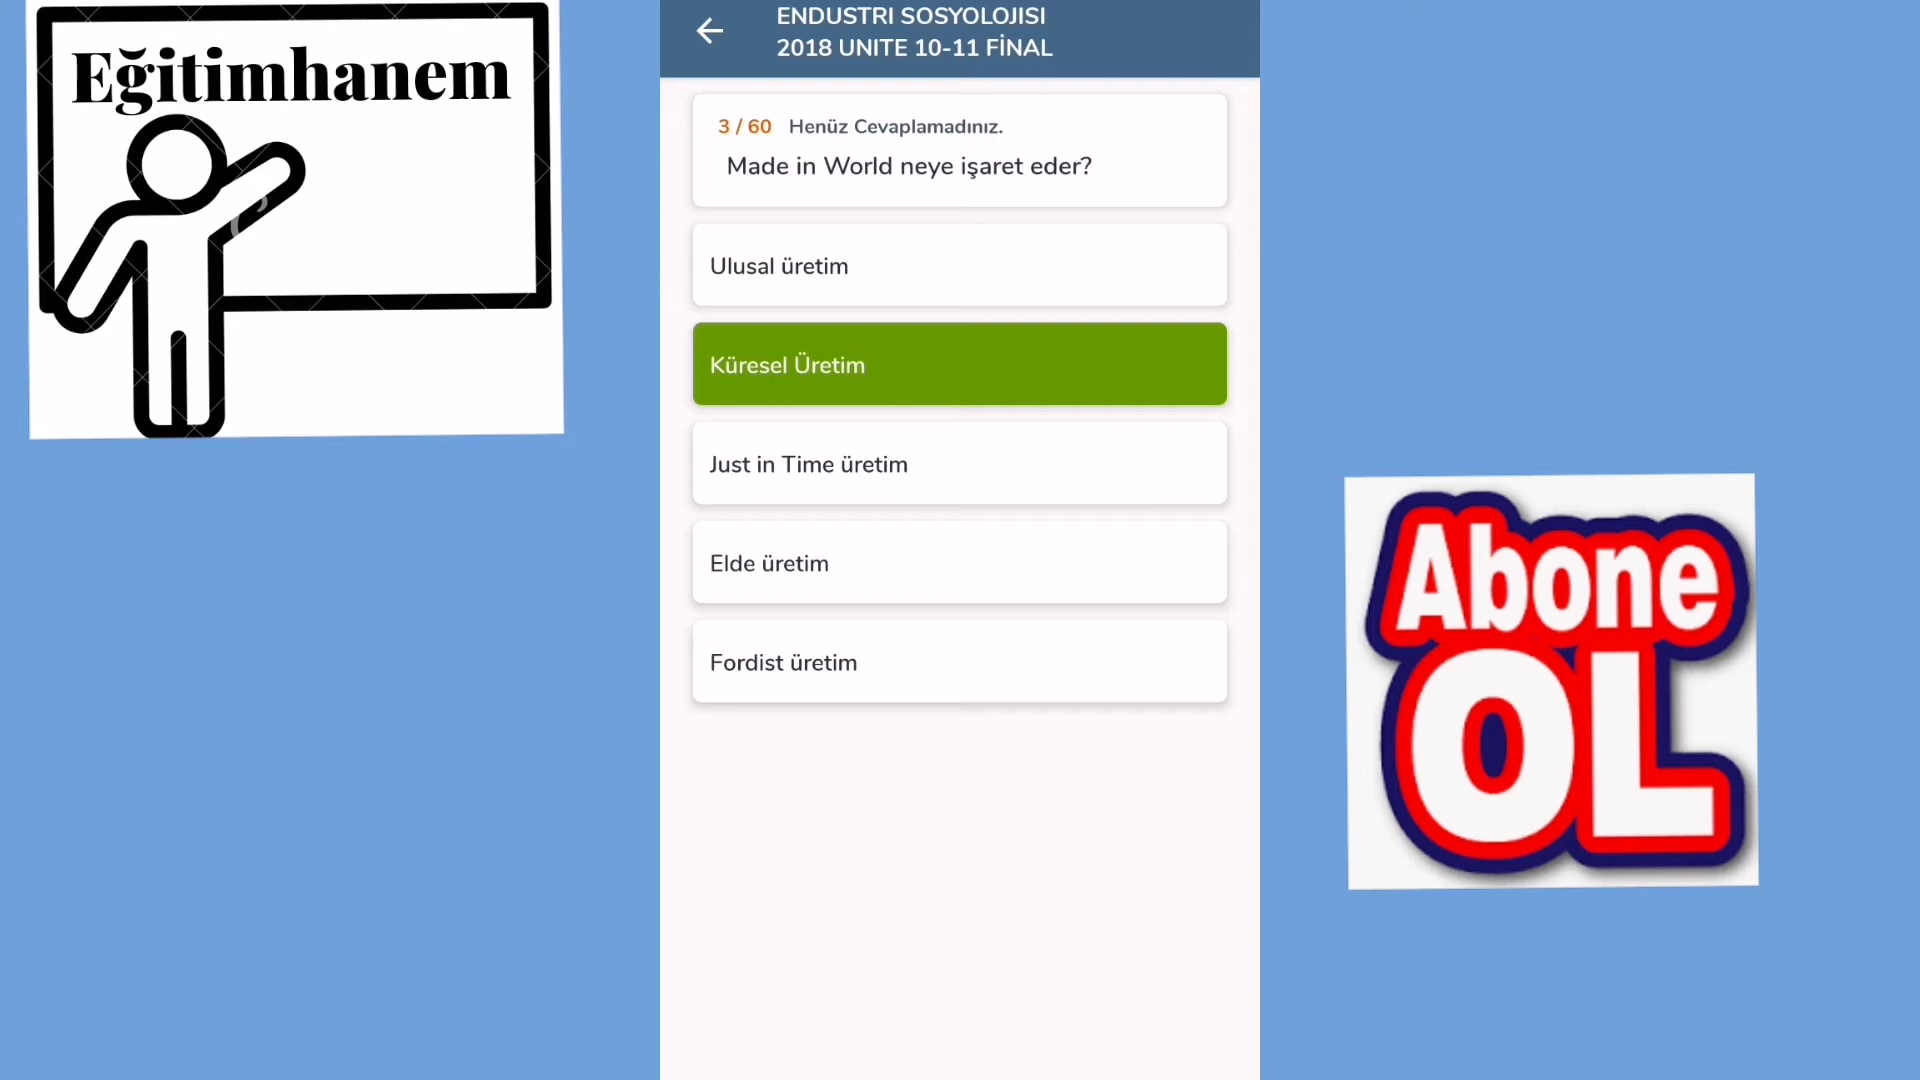 Eğitimhanem
ENDUSTRI SOSYOLOJISI
2018 UNITE 10-11 FİNAL
3 / 60 Henüz Cevaplamadınız.
Made in World neye işaret eder?
Ulusal üretim
Küresel Üretim
Just in Time üretim
Elde üretim
Fordist üretim
Abone
OL